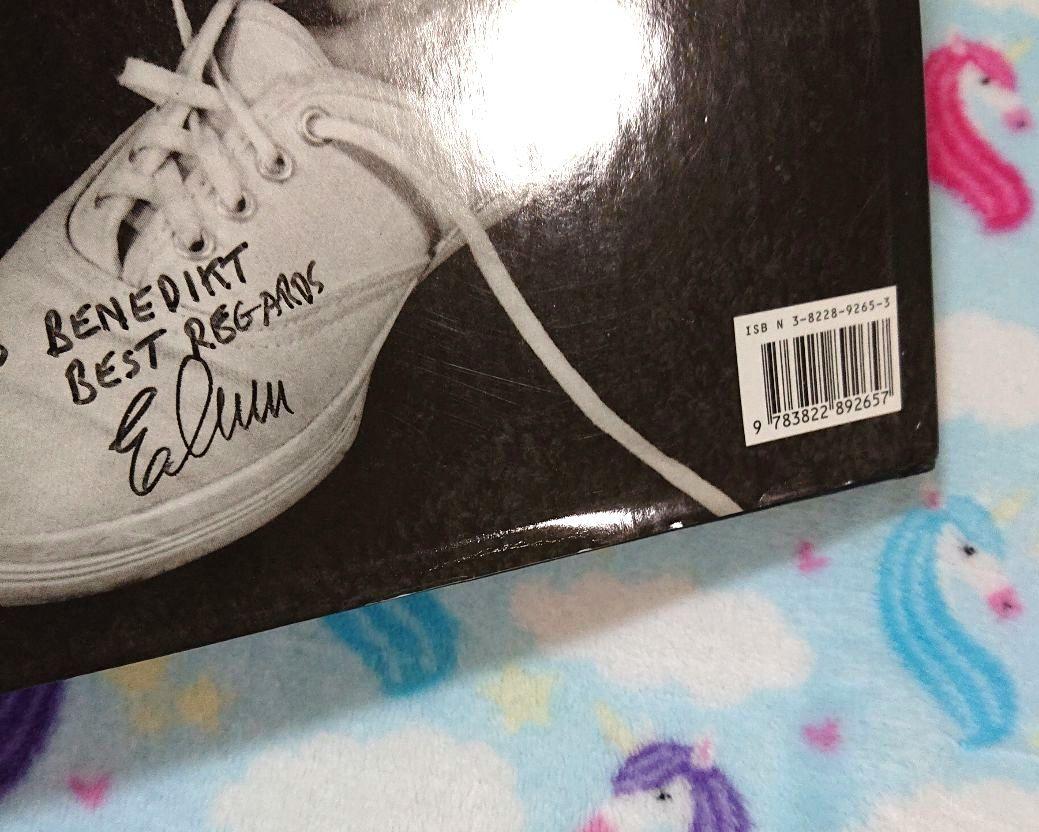 BENEDIKT
BEST REGARDS
ISB N 3-8228-9265-3
9 783822 892657